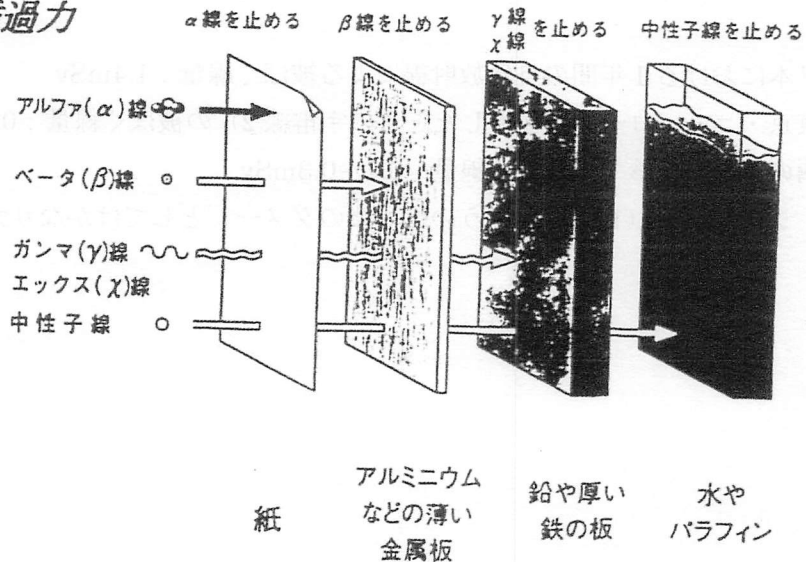 過力
α線を止める
β線を止める
γ線
χ線
を止める
中性子線を止める
アルファ(α)線
ベータ(β)線
ガンマ(γ)線
エックス(χ)線
中性子線
紙
アルミニウム
などの薄い
金属板
鉛や厚い
鉄の板
水や
パラフィン